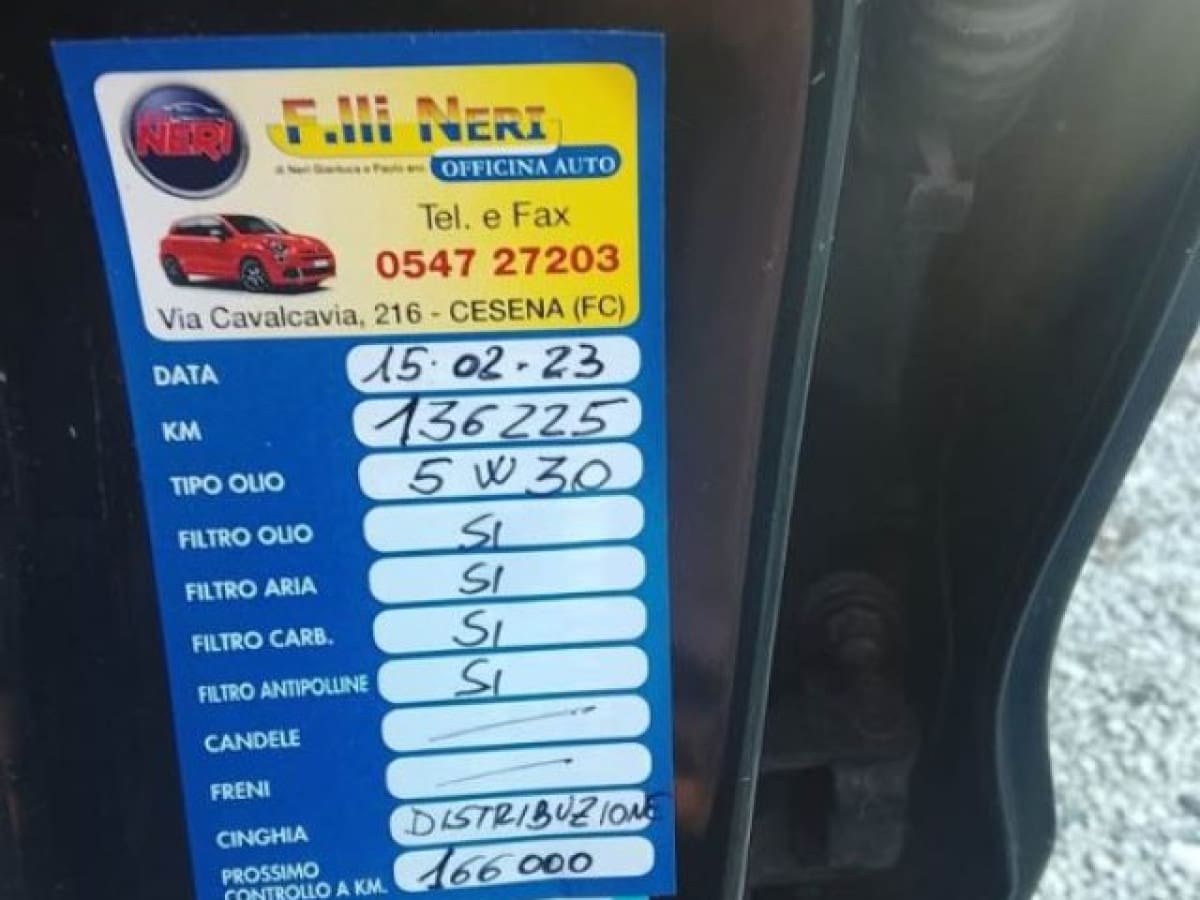 NERI
F.lli NERI
di Neri Gianluca e Paolo snc
OFFICINA AUTO
Tel. e Fax
0547 27203
Via Cavalcavia, 216 - CESENA (FC)
DATA 15.02.23
KM 136225
TIPO OLIO 5W30
FILTRO OLIO SI
FILTRO ARIA SI
FILTRO CARB. SI
FILTRO ANTIPOLLINE SI
CANDELE
FRENI
CINGHIA DISTRIBUZIONE
PROSSIMO
CONTROLLO A KM. 166000